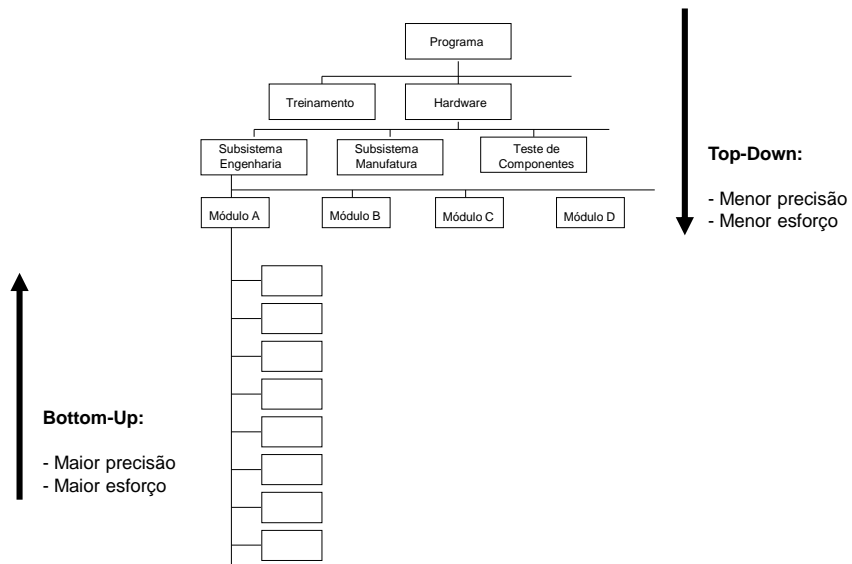 Programa
Treinamento
Hardware
Subsistema
Engenharia
Subsistema
Manufatura
Teste de
Componentes
Top-Down:
- Menor precisão
- Menor esforço
Módulo A
Módulo B
Módulo C
Módulo D
Bottom-Up:
- Maior precisão
- Maior esforço